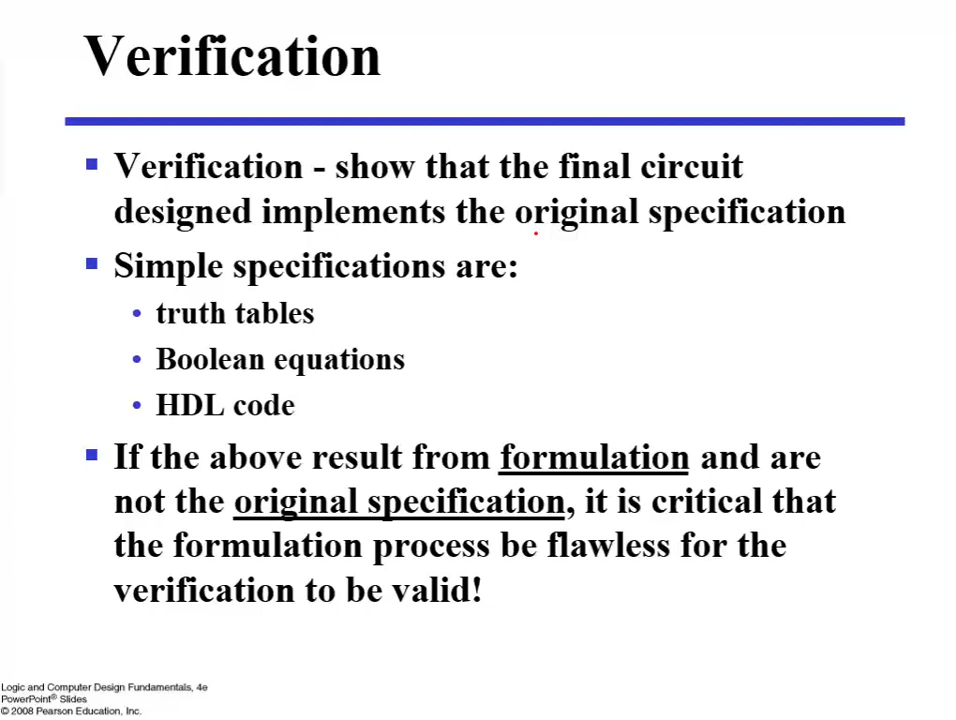 Verification
▪ Verification - show that the final circuit
designed implements the original specification
▪ Simple specifications are:
• truth tables
• Boolean equations
• HDL code
▪ If the above result from formulation and are
not the original specification, it is critical that
the formulation process be flawless for the
verification to be valid!
Logic and Computer Design Fundamentals, 4e
PowerPoint® Slides
© 2008 Pearson Education, Inc.